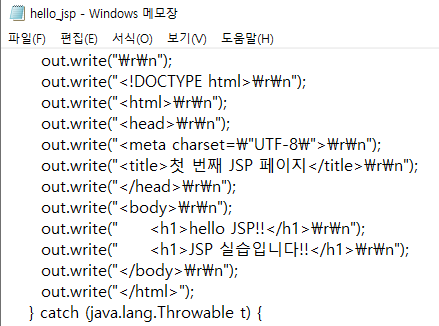 hello_jsp - Windows 메모장
파일(F) 편집(E) 서식(O) 보기(V) 도움말(H)
out.write("₩r₩n");
out.write("<!DOCTYPE html>₩r₩n");
out.write("<html>₩r₩n");
out.write("<head>₩r₩n");
out.write("<meta charset=₩"UTF-8₩">₩r₩n");
out.write("<title>첫 번째 JSP 페이지</title>₩r₩n");
out.write("</head>₩r₩n");
out.write("<body>₩r₩n");
out.write("      <h1>hello JSP!!</h1>₩r₩n");
out.write("      <h1>JSP 실습입니다!!</h1>₩r₩n");
out.write("</body>₩r₩n");
out.write("</html>");
} catch (java.lang.Throwable t) {